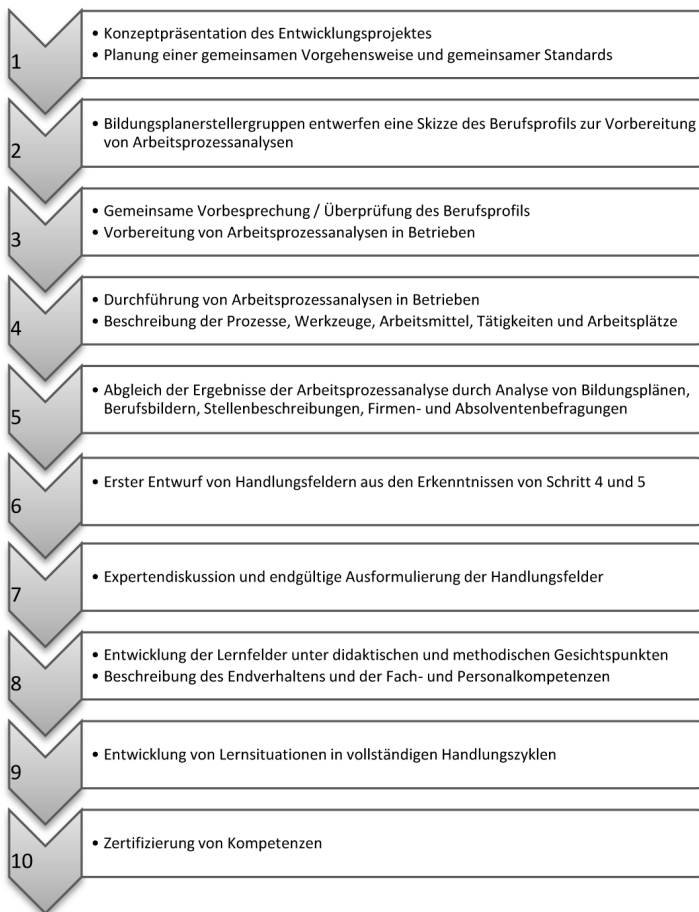 1
• Konzeptpräsentation des Entwicklungsprojektes
• Planung einer gemeinsamen Vorgehensweise und gemeinsamer Standards
2
• Bildungsplanerstellergruppen entwerfen eine Skizze des Berufsprofils zur Vorbereitung
von Arbeitsprozessanalysen
3
• Gemeinsame Vorbesprechung / Überprüfung des Berufsprofils
• Vorbereitung von Arbeitsprozessanalysen in Betrieben
4
• Durchführung von Arbeitsprozessanalysen in Betrieben
• Beschreibung der Prozesse, Werkzeuge, Arbeitsmittel, Tätigkeiten und Arbeitsplätze
5
• Abgleich der Ergebnisse der Arbeitsprozessanalyse durch Analyse von Bildungsplänen,
Berufsbildern, Stellenbeschreibungen, Firmen- und Absolventenbefragungen
6
• Erster Entwurf von Handlungsfeldern aus den Erkenntnissen von Schritt 4 und 5
7
• Expertendiskussion und endgültige Ausformulierung der Handlungsfelder
8
• Entwicklung der Lernfelder unter didaktischen und methodischen Gesichtspunkten
• Beschreibung des Endverhaltens und der Fach- und Personalkompetenzen
9
• Entwicklung von Lernsituationen in vollständigen Handlungszyklen
10
• Zertifizierung von Kompetenzen